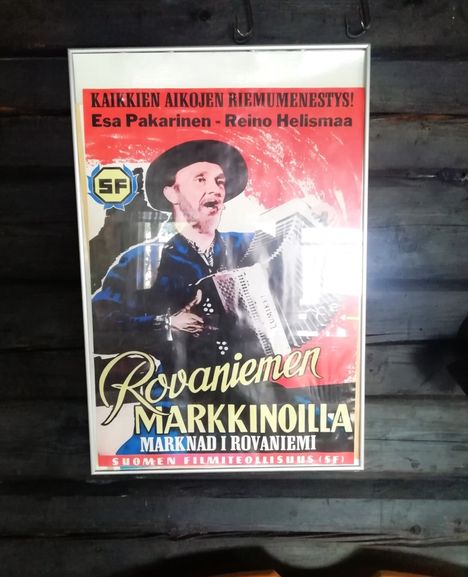 KAIKKIEN AIKOJEN RIEMUMENESTYS!
Esa Pakarinen - Reino Helismaa
SF
Rovaniemen
MARKKINOILLA
MARKNAD I ROVANIEMI
SUOMEN FILMITEOLLISUUS (SF)